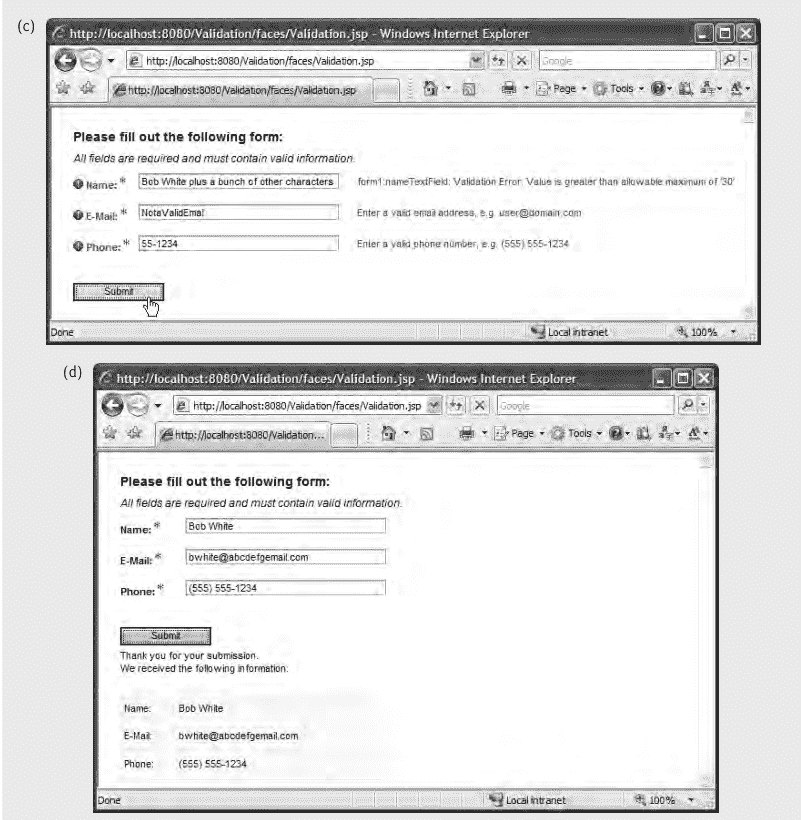 (c)
http://localhost:8080/Validation/faces/Validation.jsp - Windows Internet Explorer
http://localhost:8080/Validation/faces/Validation.jsp
Google
http://localhost:8080/Validation/faces/Validation.jsp
Page
Tools
Please fill out the following form:
All fields are required and must contain valid information.
Name: * Bob White plus a bunch of other characters form1:nameTextField: Validation Error: Value is greater than allowable maximum of '30'
E-Mail: * NotaValidEmail Enter a valid email address, e.g. user@domain.com
Phone: * 55-1234 Enter a valid phone number, e.g. (555) 555-1234
Submit
Done Local intranet 100%
(d)
http://localhost:8080/Validation/faces/Validation.jsp - Windows Internet Explorer
http://localhost:8080/Validation/faces/Validation.jsp
Google
http://localhost:8080/Validation...
Page
Tools
Please fill out the following form:
All fields are required and must contain valid information.
Name: * Bob White
E-Mail: * bwhite@abcdefgemail.com
Phone: * (555) 555-1234
Submit
Thank you for your submission.
We received the following information:
Name: Bob White
E-Mail: bwhite@abcdefgemail.com
Phone: (555) 555-1234
Done Local intranet 100%